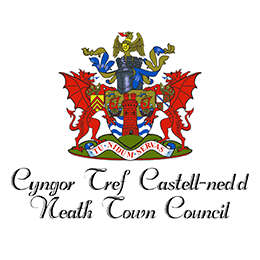 TU·NIDUM·SERVAS
Cyngor Tref Castell-nedd
Neath Town Council